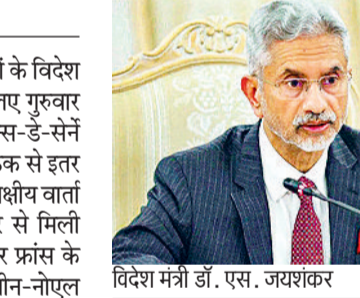 ं के विदेश
नए गुरुवार
स-डे-सेर्ने
क से इतर
क्षीय वार्ता
से मिली
र फ्रांस के
ीन-नोएल
विदेश मंत्री डॉ. एस. जयशंकर